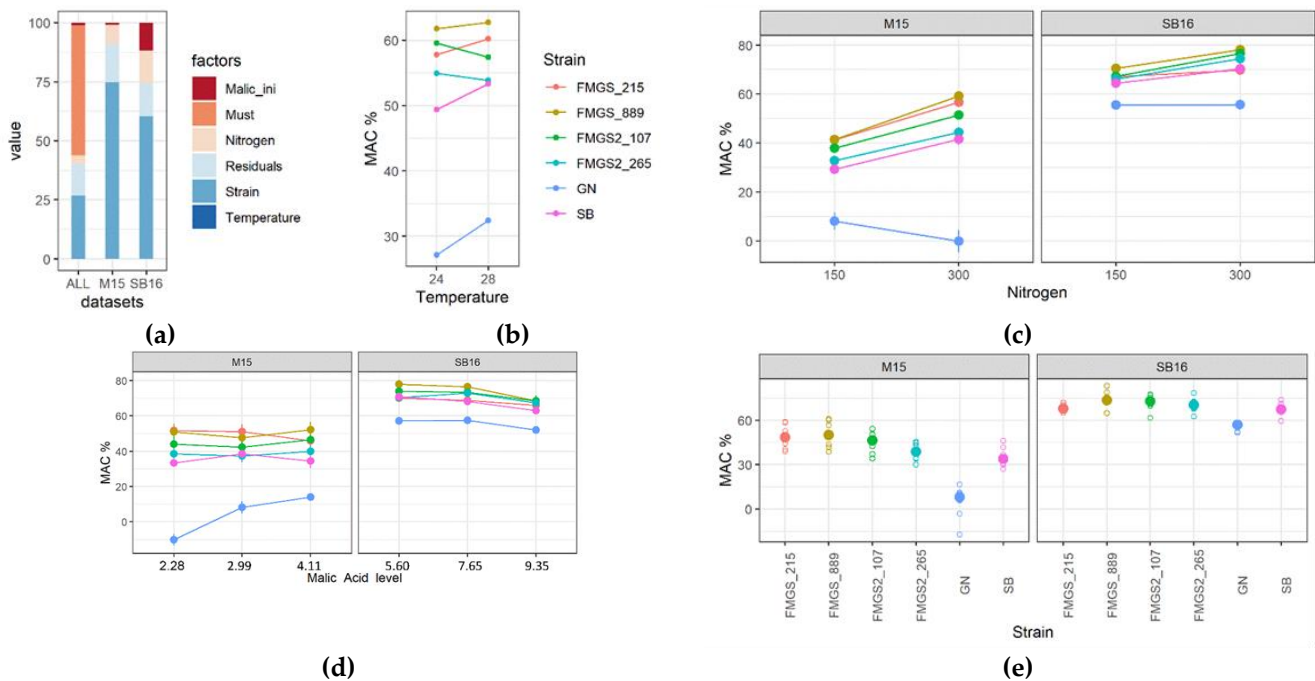 100
75
50
25
0
value
ALL M15 SB16
datasets
factors
Malic_ini
Must
Nitrogen
Residuals
Strain
Temperature
(a)
MAC %
60
50
40
30
24 28
Temperature
Strain
FMGS_215
FMGS_889
FMGS2_107
FMGS2_265
GN
SB
(b)
M15 SB16
MAC %
80
60
40
20
0
150 300 150 300
Nitrogen
(c)
M15 SB16
MAC %
80
60
40
20
0
2.28 2.99 4.11 5.60 7.65 9.35
Malic Acid level
(d)
M15 SB16
MAC %
60
30
0
FMGS_215
FMGS_889
FMGS2_107
FMGS2_265
GN
SB
FMGS_215
FMGS_889
FMGS2_107
FMGS2_265
GN
SB
Strain
(e)